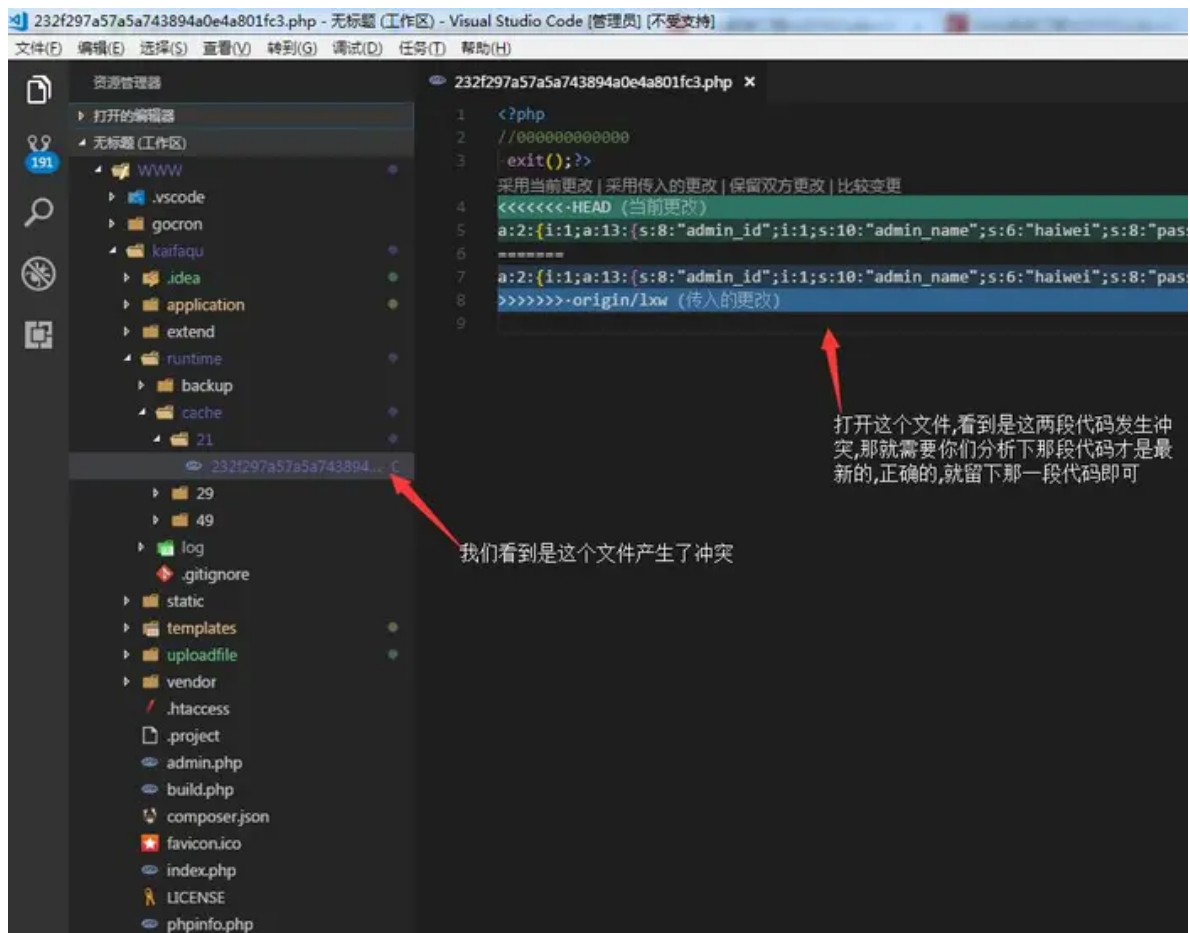 232f297a57a5a743894a0e4a801fc3.php - 无标题 (工作区) - Visual Studio Code [管理员] [不受支持]
文件(F) 编辑(E) 选择(S) 查看(V) 转到(G) 调试(D) 任务(T) 帮助(H)
资源管理器
打开的编辑器
无标题 (工作区)
191
WWW
.vscode
gocron
kaifaqu
.idea
application
extend
runtime
backup
cache
21
232f297a57a5a743894... C
29
49
log
.gitignore
static
templates
uploadfile
vendor
.htaccess
.project
admin.php
build.php
composer.json
favicon.ico
index.php
LICENSE
phpinfo.php
232f297a57a5a743894a0e4a801fc3.php ×
1 <?php
2 //000000000000
3 exit();?>
采用当前更改 | 采用传入的更改 | 保留双方更改 | 比较变更
4 <<<<<<< HEAD (当前更改)
5 a:2:{i:1;a:13:{s:8:"admin_id";i:1;s:10:"admin_name";s:6:"haiwei";s:8:"pas
6 =======
7 a:2:{i:1;a:13:{s:8:"admin_id";i:1;s:10:"admin_name";s:6:"haiwei";s:8:"pas
8 >>>>>>> origin/lxw (传入的更改)
9
打开这个文件,看到是这两段代码发生冲
突,那就需要你们分析下那段代码才是最
新的,正确的,就留下那一段代码即可
我们看到是这个文件产生了冲突